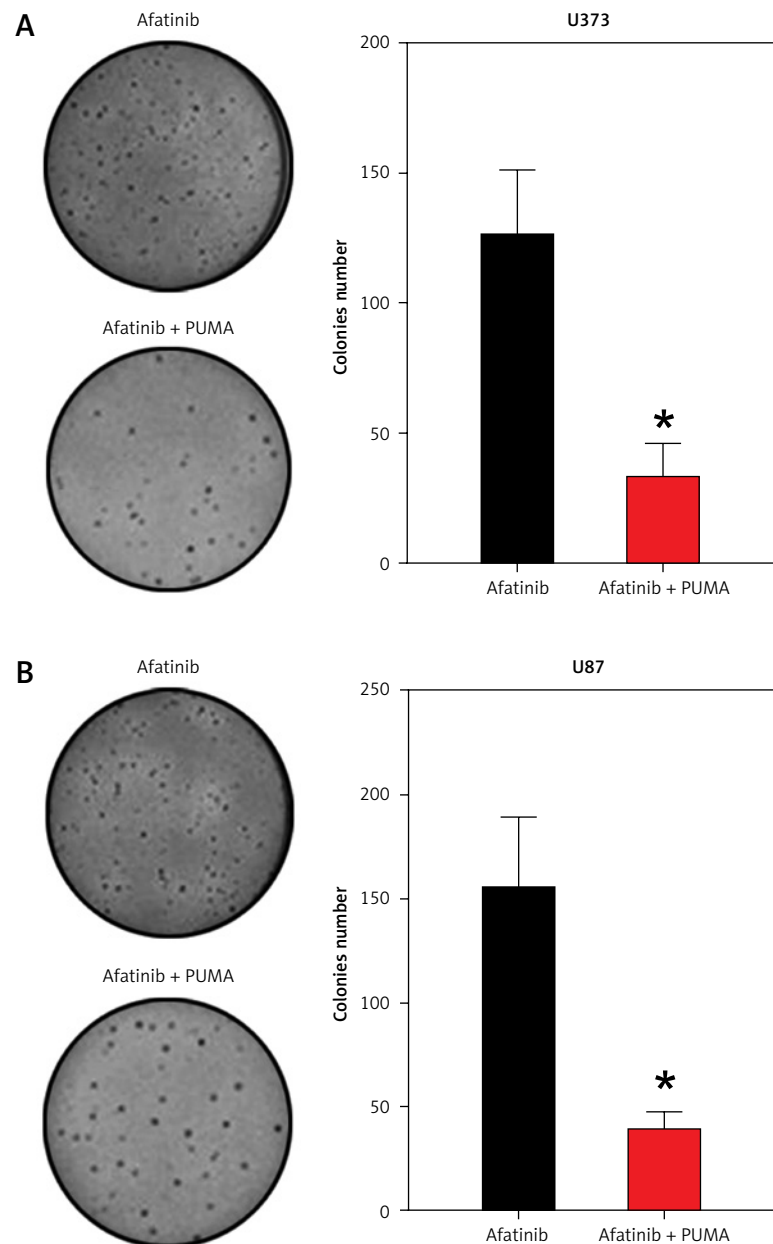 A
Afatinib
Afatinib + PUMA
U373
Colonies number
200
150
100
50
0
*
Afatinib
Afatinib + PUMA
B
Afatinib
Afatinib + PUMA
U87
Colonies number
250
200
150
100
50
0
*
Afatinib
Afatinib + PUMA